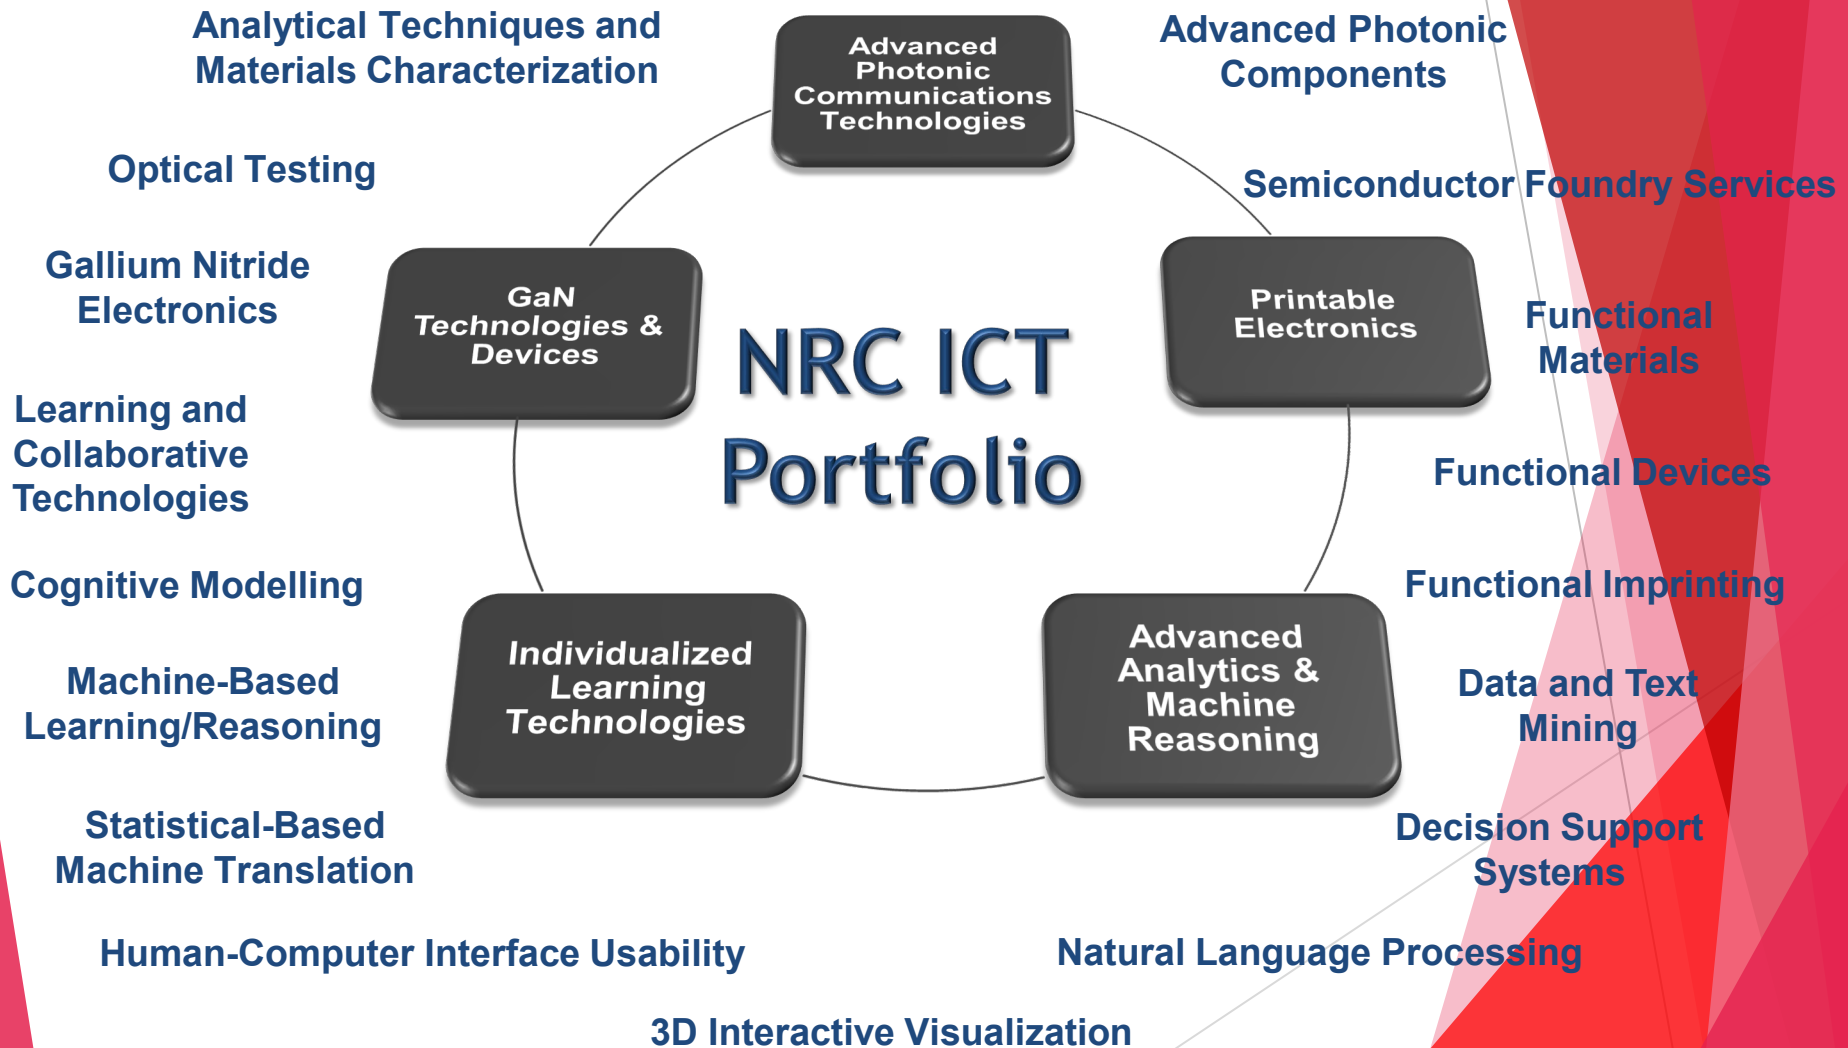 Analytical Techniques and
Materials Characterization
Advanced
Photonic
Communications
Technologies
Advanced Photonic
Components
Optical Testing
Semiconductor Foundry Services
Gallium Nitride
Electronics
GaN
Technologies &
Devices
NRC ICT
Portfolio
Printable
Electronics
Functional
Materials
Learning and
Collaborative
Technologies
Functional Devices
Cognitive Modelling
Functional Imprinting
Individualized
Learning
Technologies
Advanced
Analytics &
Machine
Reasoning
Machine-Based
Learning/Reasoning
Data and Text
Mining
Statistical-Based
Machine Translation
Decision Support
Systems
Human-Computer Interface Usability
Natural Language Processing
3D Interactive Visualization